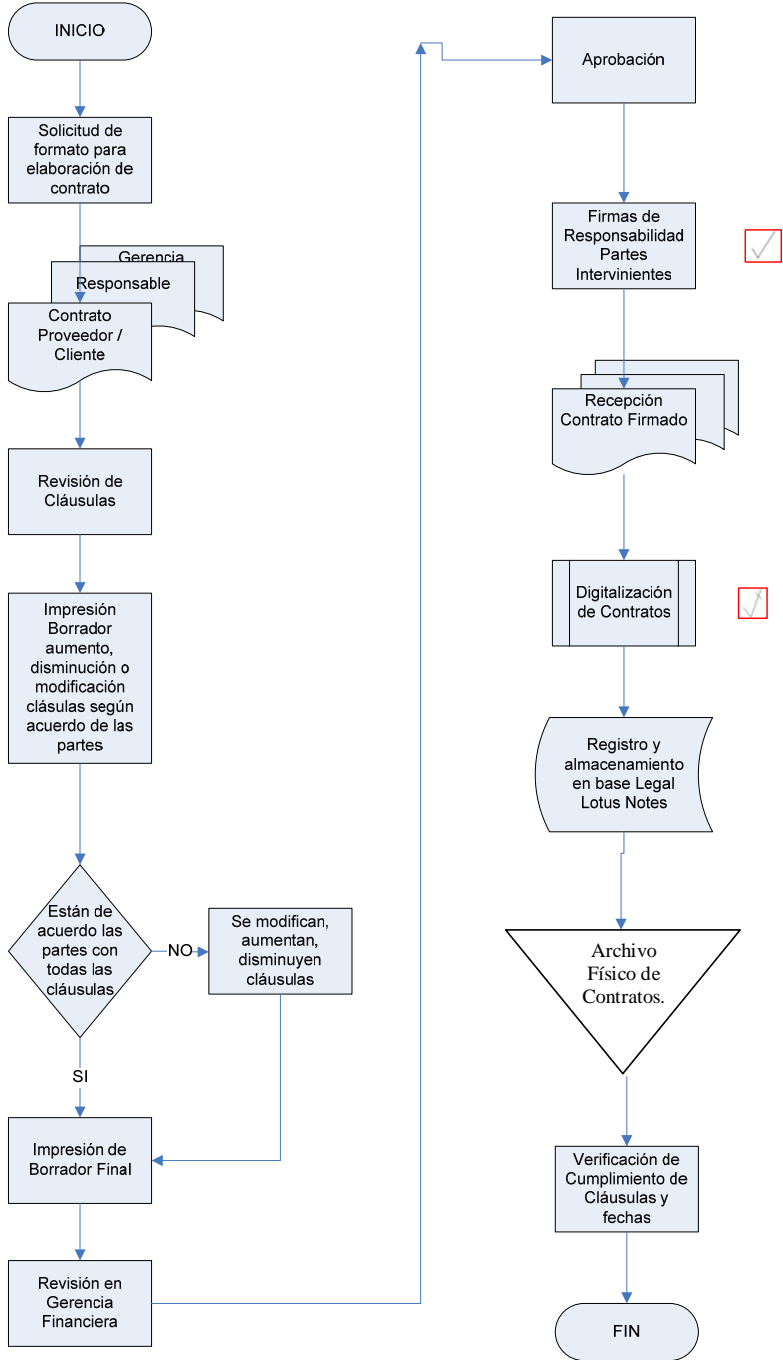 INICIO
Solicitud de
formato para
elaboración de
contrato
Gerencia
Responsable
Contrato
Proveedor /
Cliente
Revisión de
Cláusulas
Impresión
Borrador
aumento,
disminución o
modificación
clásulas según
acuerdo de las
partes
Están de
acuerdo las
partes con
todas las
cláusulas
NO
Se modifican,
aumentan,
disminuyen
cláusulas
SI
Impresión de
Borrador Final
Revisión en
Gerencia
Financiera
Aprobación
Firmas de
Responsabilidad
Partes
Intervinientes
Recepción
Contrato Firmado
Digitalización
de Contratos
Registro y
almacenamiento
en base Legal
Lotus Notes
Archivo
Físico de
Contratos.
Verificación de
Cumplimiento de
Cláusulas y
fechas
FIN